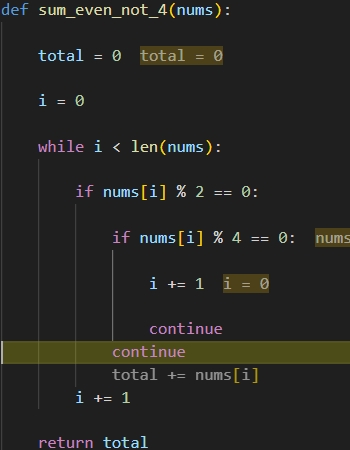 def sum_even_not_4(nums):
total = 0 total = 0
i = 0
while i < len(nums):
if nums[i] % 2 == 0:
if nums[i] % 4 == 0: nums
i += 1 i = 0
continue
continue
total += nums[i]
i += 1
return total